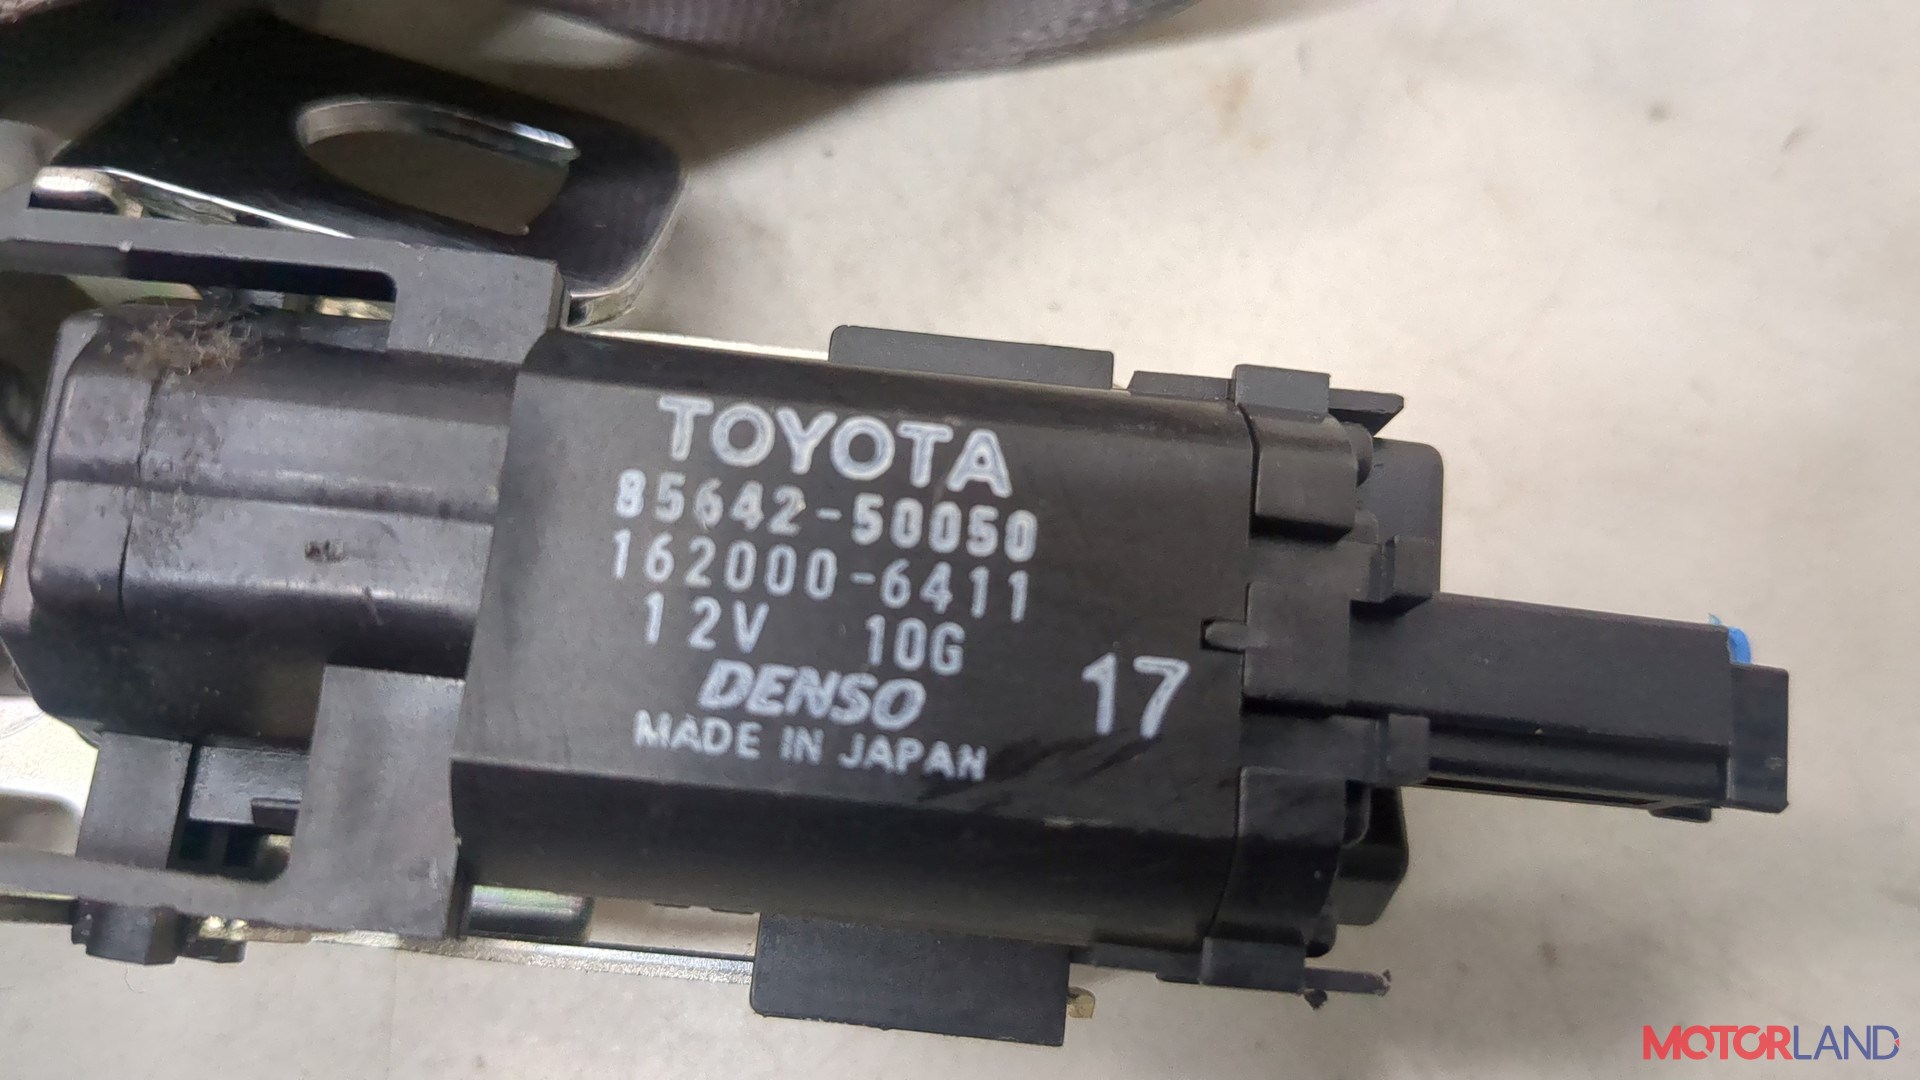 TOYOTA
85642-50050
162000-6411
12V 10G
DENSO
17
MADE IN JAPAN
MOTORLAND